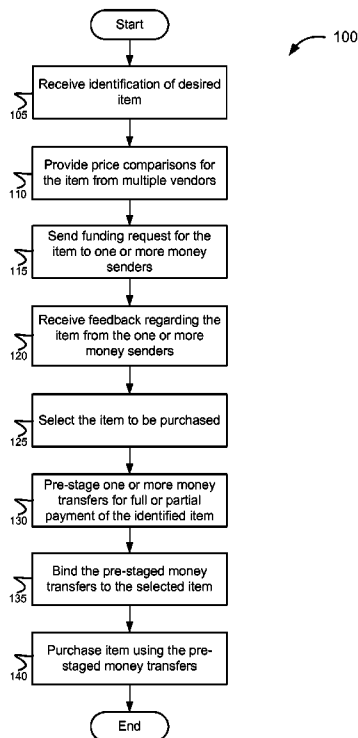 Start
100
Receive identification of desired
item
105
Provide price comparisons for
the item from multiple vendors
110
Send funding request for the
item to one or more money
senders
115
Receive feedback regarding the
item from the one or more
money senders
120
Select the item to be purchased
125
Pre-stage one or more money
transfers for full or partial
payment of the identified item
130
Bind the pre-staged money
transfers to the selected item
135
Purchase item using the pre-
staged money transfers
140
End